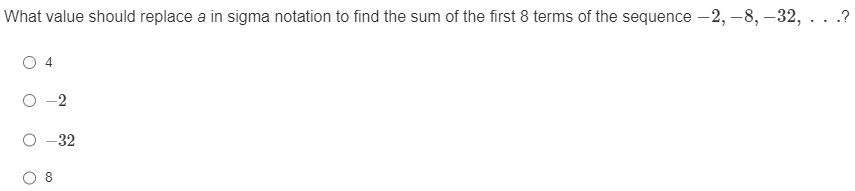 What value should replace a in sigma notation to find the sum of the first 8 terms of the sequence −2, −8, −32, . . .?
4
−2
−32
8